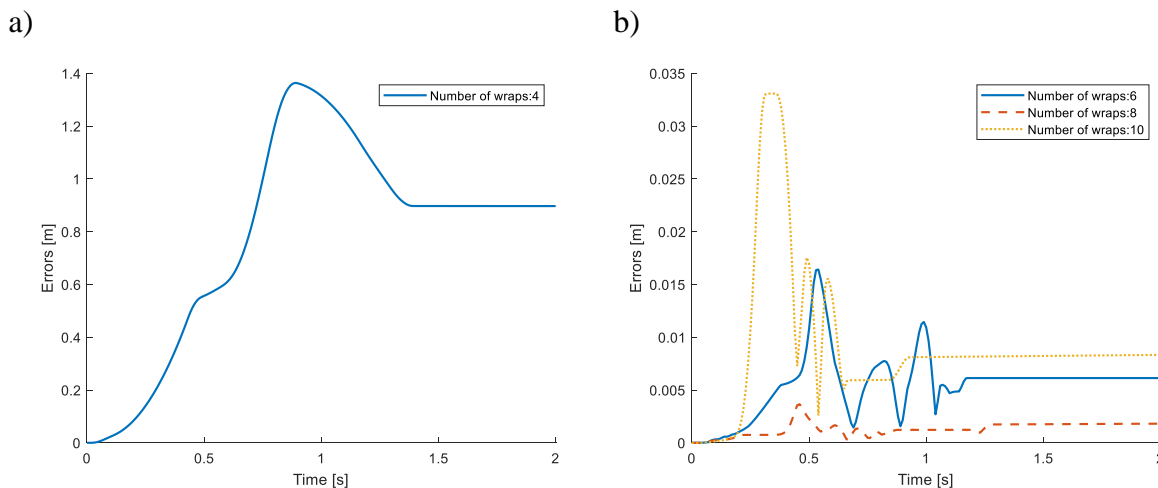 a)
1.4
1.2
1
0.8
0.6
0.4
0.2
0
Errors [m]
0
0.5
1
1.5
2
Time [s]
Number of wraps:4
b)
0.035
0.03
0.025
0.02
0.015
0.01
0.005
0
Errors [m]
0
0.5
1
1.5
2
Time [s]
Number of wraps:6
Number of wraps:8
Number of wraps:10